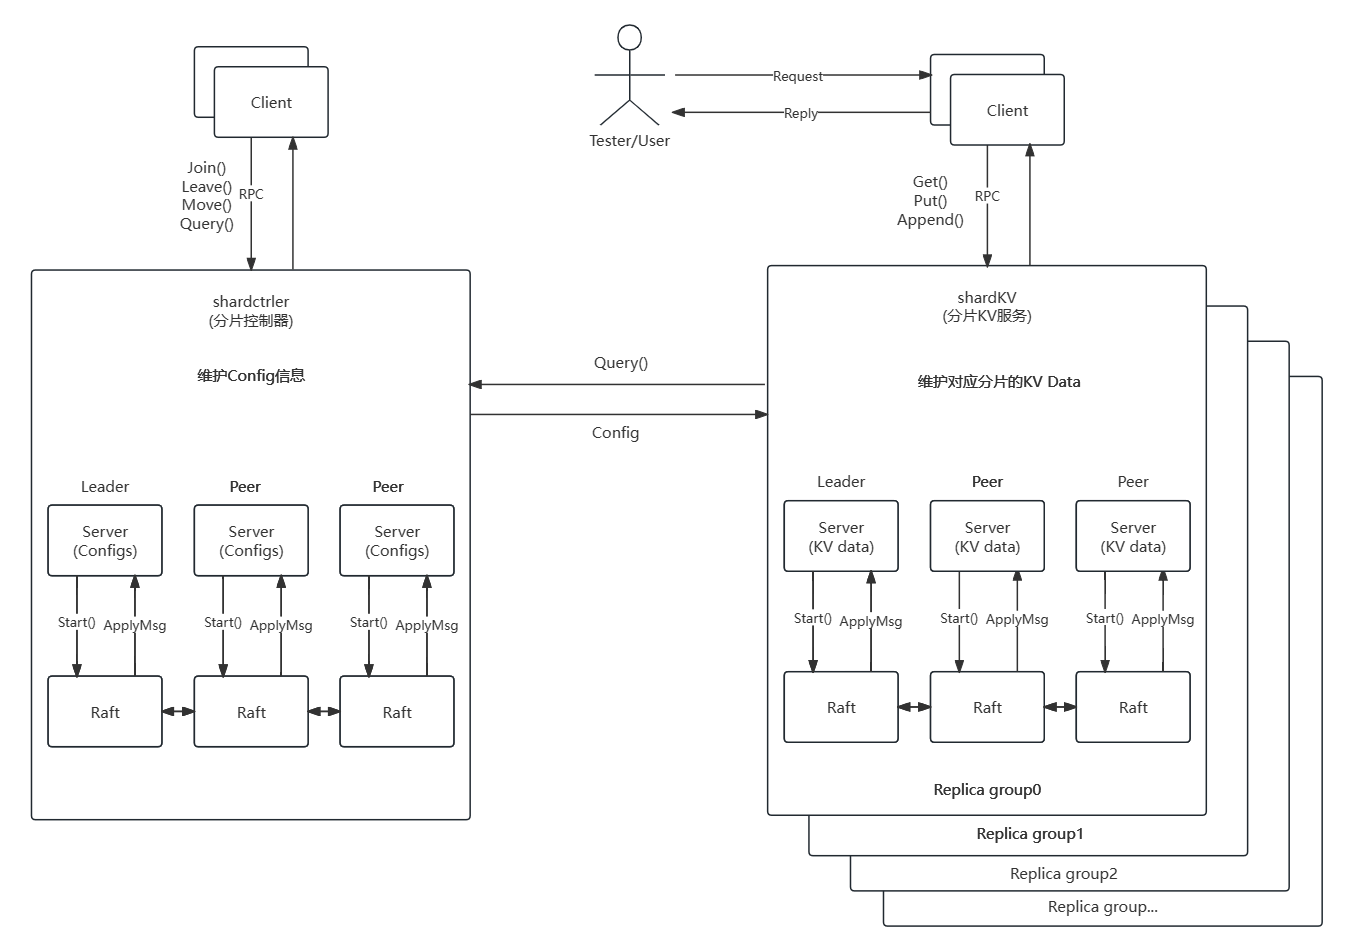 Client
Join()
Leave()
Move()
Query()
RPC
Request
Reply
Tester/User
Client
Get()
Put()
Append()
RPC
shardctrler
(分片控制器)
维护Config信息
Leader
Peer
Peer
Server
(Configs)
Server
(Configs)
Server
(Configs)
Start()
ApplyMsg
Start()
ApplyMsg
Start()
ApplyMsg
Raft
Raft
Raft
Query()
Config
shardKV
(分片KV服务)
维护对应分片的KV Data
Leader
Peer
Peer
Server
(KV data)
Server
(KV data)
Server
(KV data)
Start()
ApplyMsg
Start()
ApplyMsg
Start()
ApplyMsg
Raft
Raft
Raft
Replica group0
Replica group1
Replica group2
Replica group...